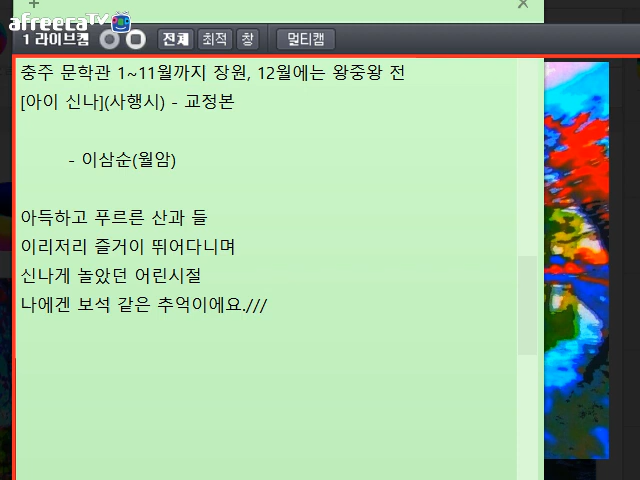 afreecaTV
1 라이브캠 전체 최적 창 멀티캠
충주 문학관 1~11월까지 장원, 12월에는 왕중왕 전
[아이 신나](사행시) - 교정본
- 이삼순(월암)
아득하고 푸르른 산과 들
이리저리 즐거이 뛰어다니며
신나게 놀았던 어린시절
나에겐 보석 같은 추억이에요.///